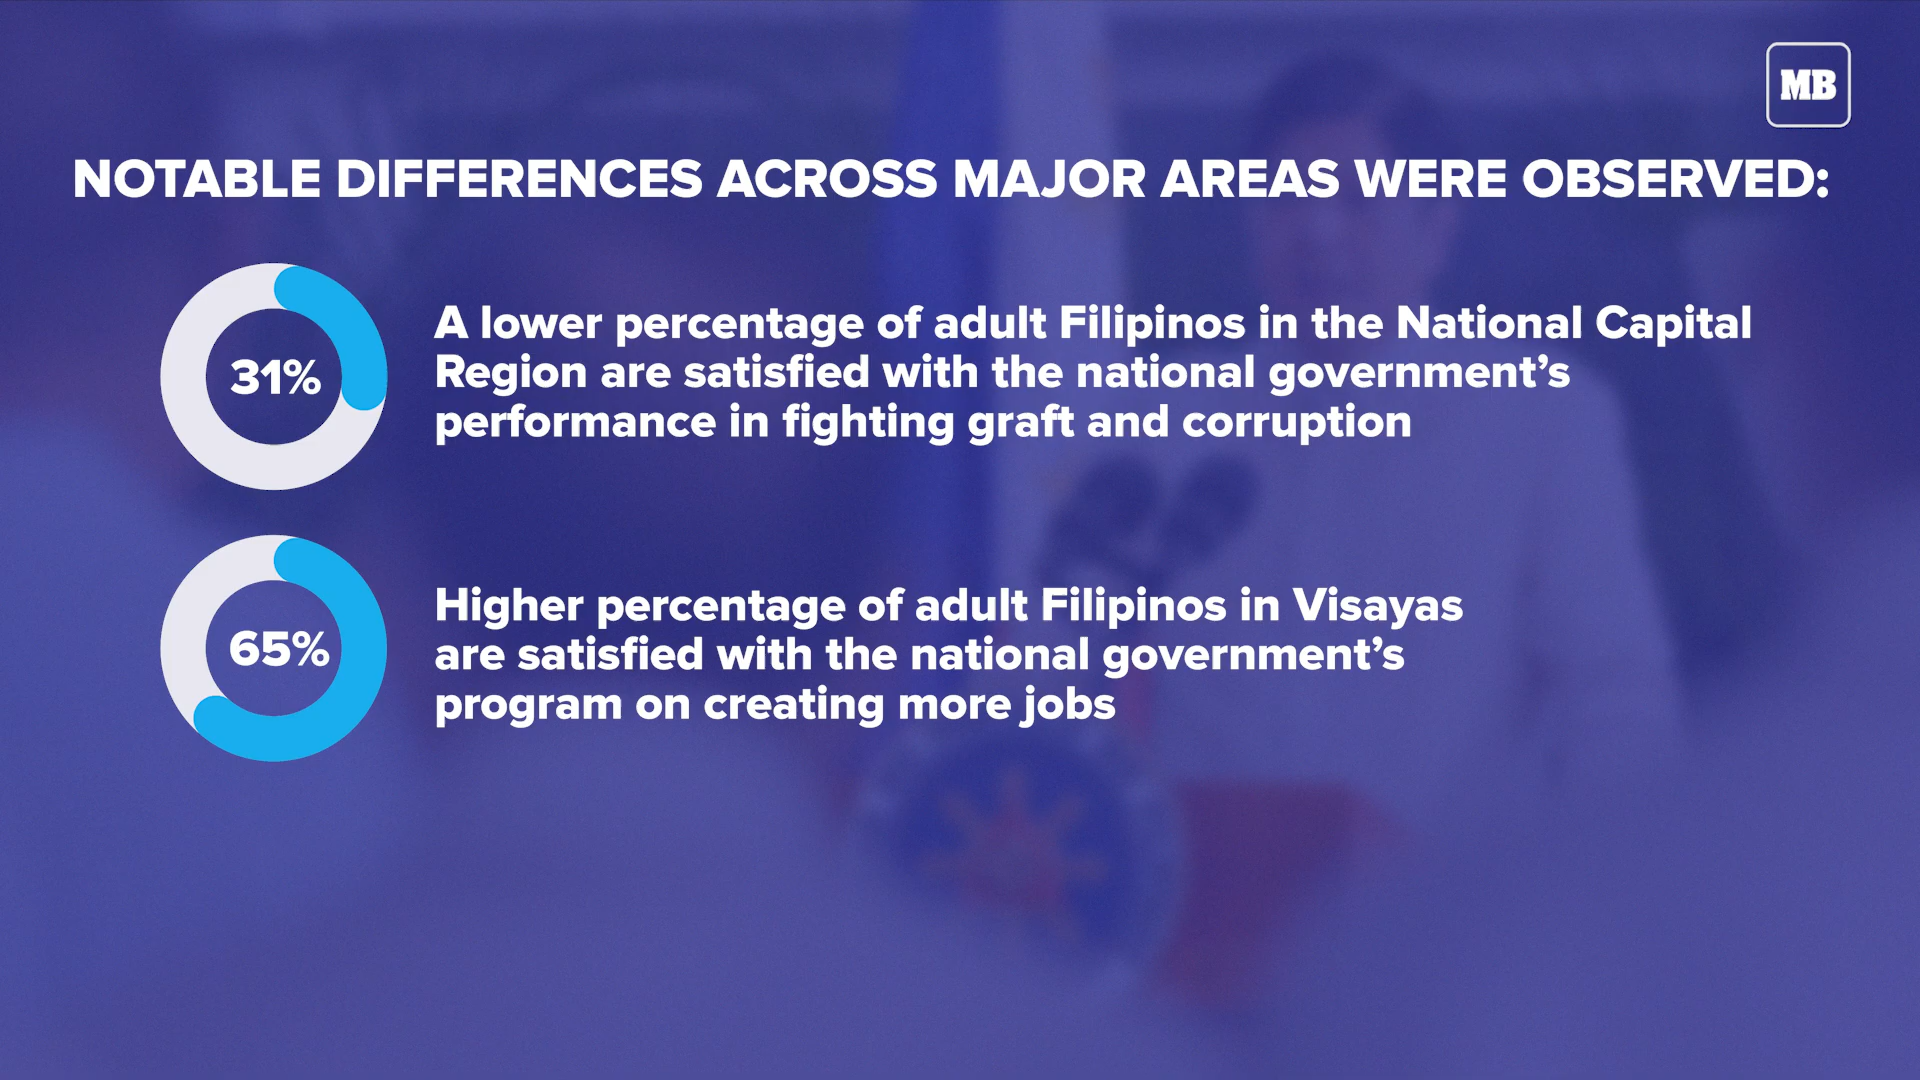 MB
NOTABLE DIFFERENCES ACROSS MAJOR AREAS WERE OBSERVED:
31%
A lower percentage of adult Filipinos in the National Capital
Region are satisfied with the national government’s
performance in fighting graft and corruption
65%
Higher percentage of adult Filipinos in Visayas
are satisfied with the national government’s
program on creating more jobs